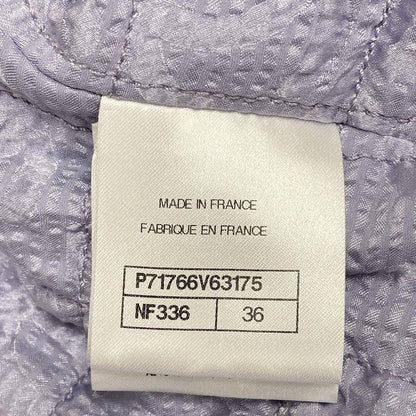 MADE IN FRANCE
FABRIQUE EN FRANCE
P71766V63175
NF336 36